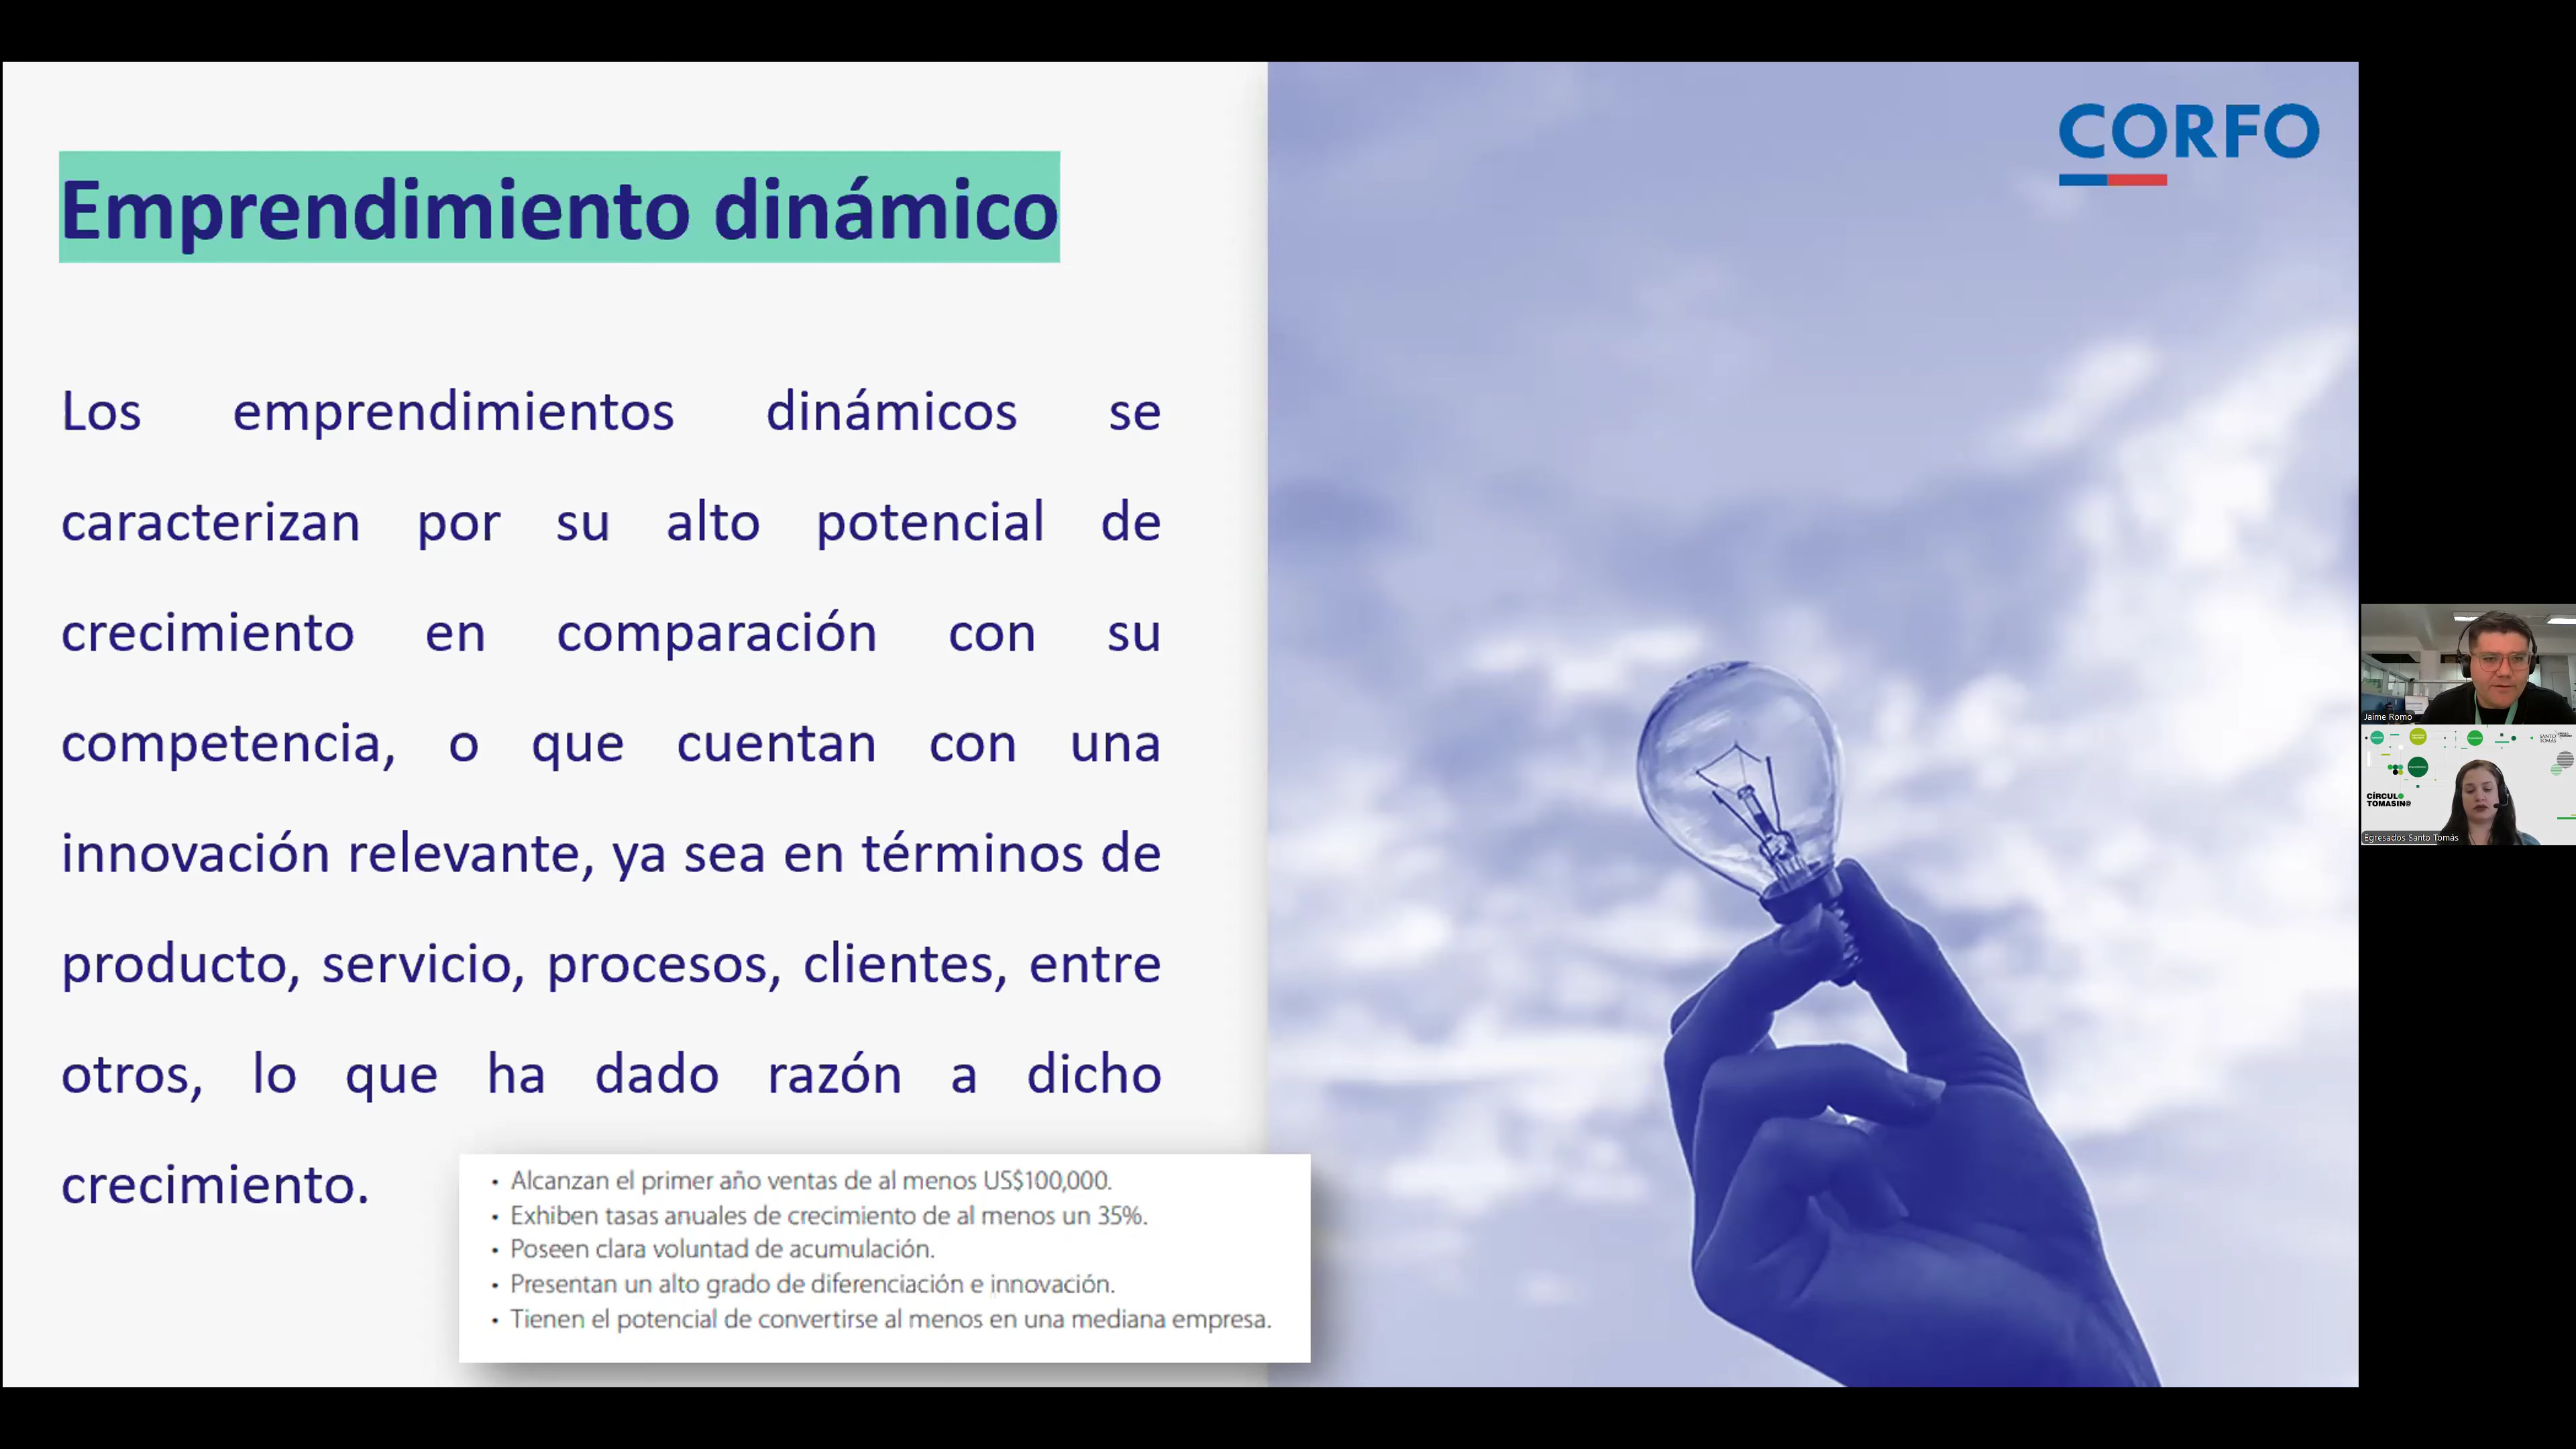 CORFO
Emprendimiento dinámico
Los emprendimientos dinámicos se
caracterizan por su alto potencial de
crecimiento en comparación con su
competencia, o que cuentan con una
innovación relevante, ya sea en términos de
producto, servicio, procesos, clientes, entre
otros, lo que ha dado razón a dicho
crecimiento.
• Alcanzan el primer año ventas de al menos US$100,000.
• Exhiben tasas anuales de crecimiento de al menos un 35%.
• Poseen clara voluntad de acumulación.
• Presentan un alto grado de diferenciación e innovación.
• Tienen el potencial de convertirse al menos en una mediana empresa.
Jaime Romo
SANTO TOMÁS
CÍRCULO
TOMASIN@
Egresados Santo Tomás